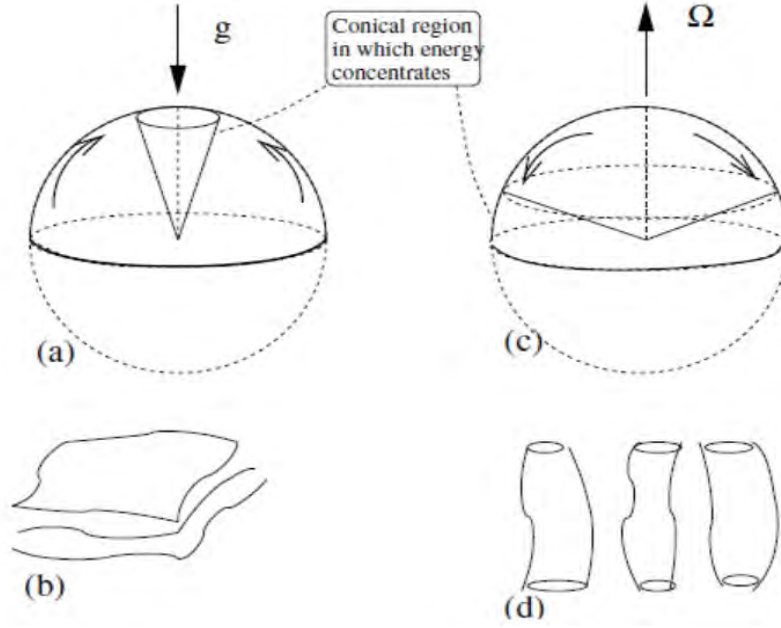 g
Conical region
in which energy
concentrates
Ω
(a)
(c)
(b)
(d)